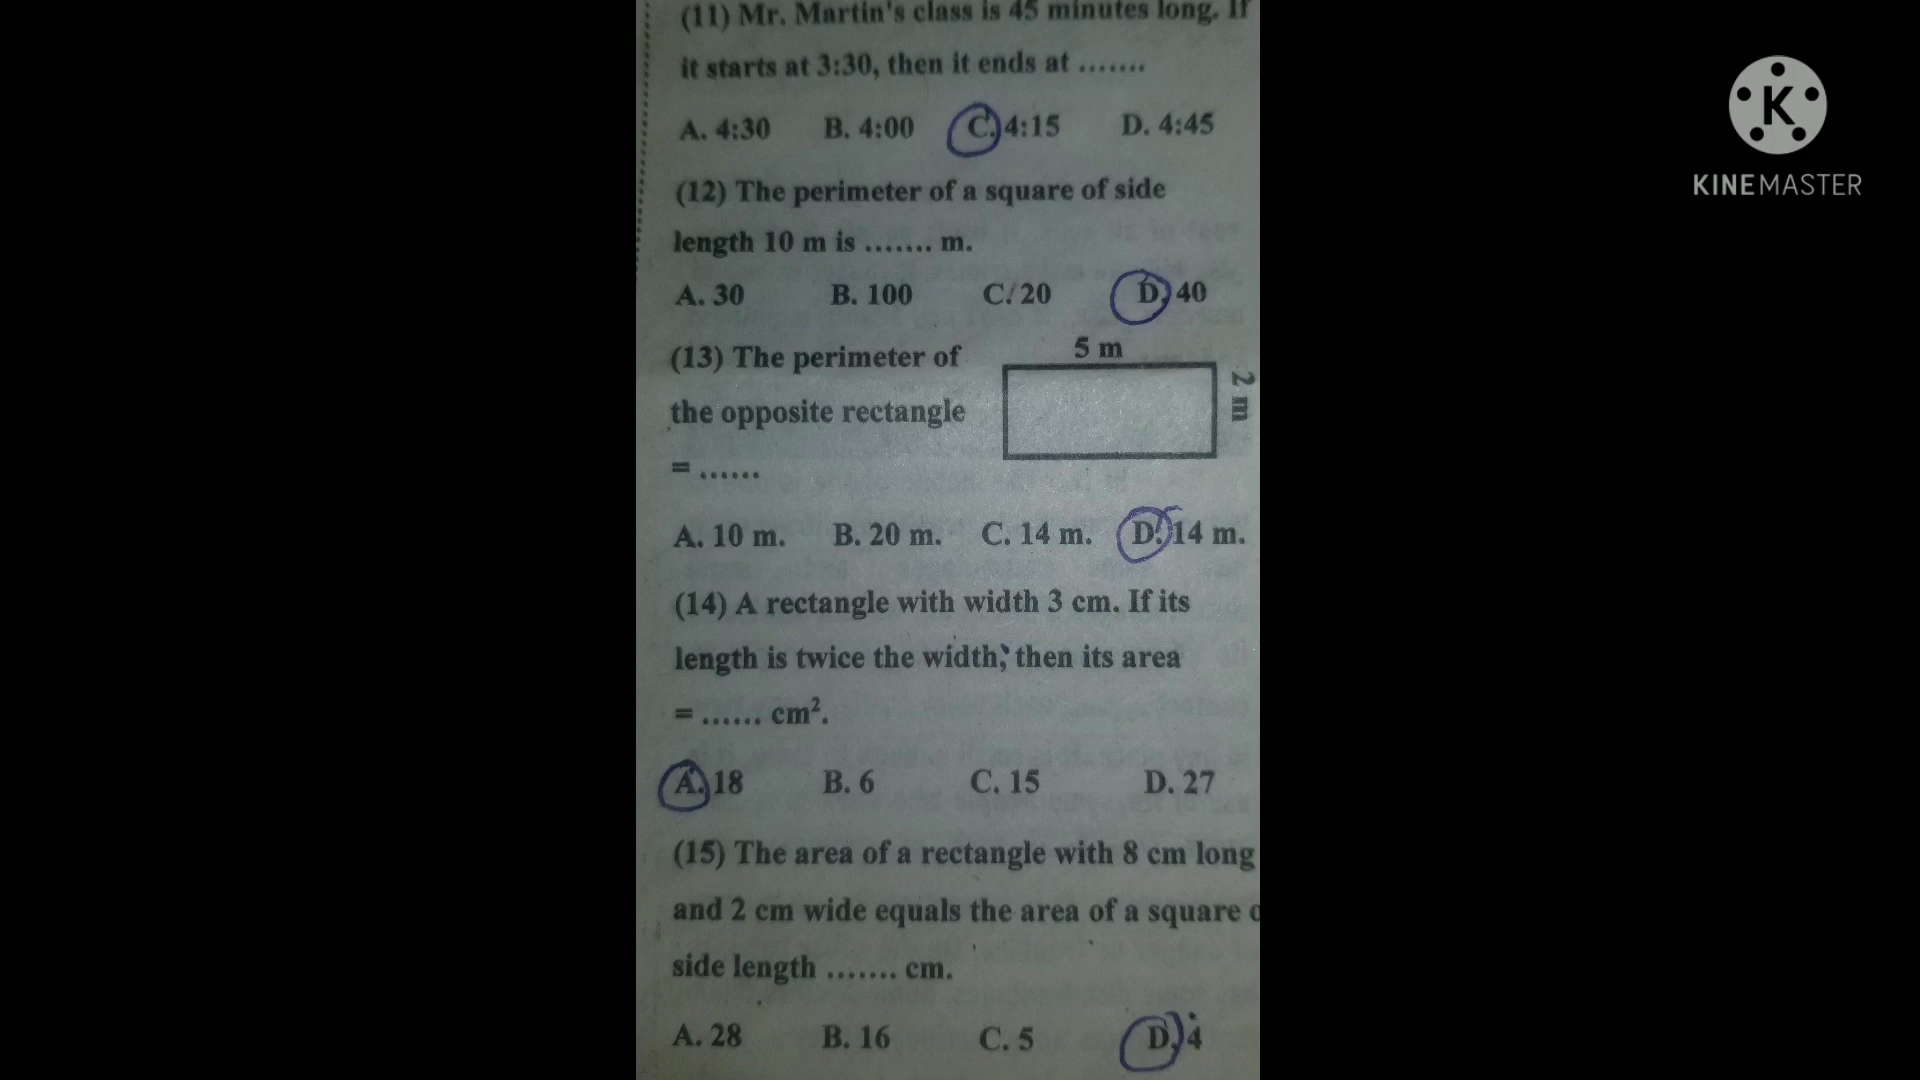 (11) Mr. Martin's class is 45 minutes long. If
it starts at 3:30, then it ends at .......
A. 4:30 B. 4:00 C. 4:15 D. 4:45
(12) The perimeter of a square of side
length 10 m is ....... m.
A. 30 B. 100 C. 20 D. 40
(13) The perimeter of
the opposite rectangle
= ......
5 m
2 m
A. 10 m. B. 20 m. C. 14 m. D. 14 m.
(14) A rectangle with width 3 cm. If its
length is twice the width, then its area
= ...... cm².
A. 18 B. 6 C. 15 D. 27
(15) The area of a rectangle with 8 cm long
and 2 cm wide equals the area of a square
side length ....... cm.
A. 28 B. 16 C. 5 D. 4
K
KINEMASTER